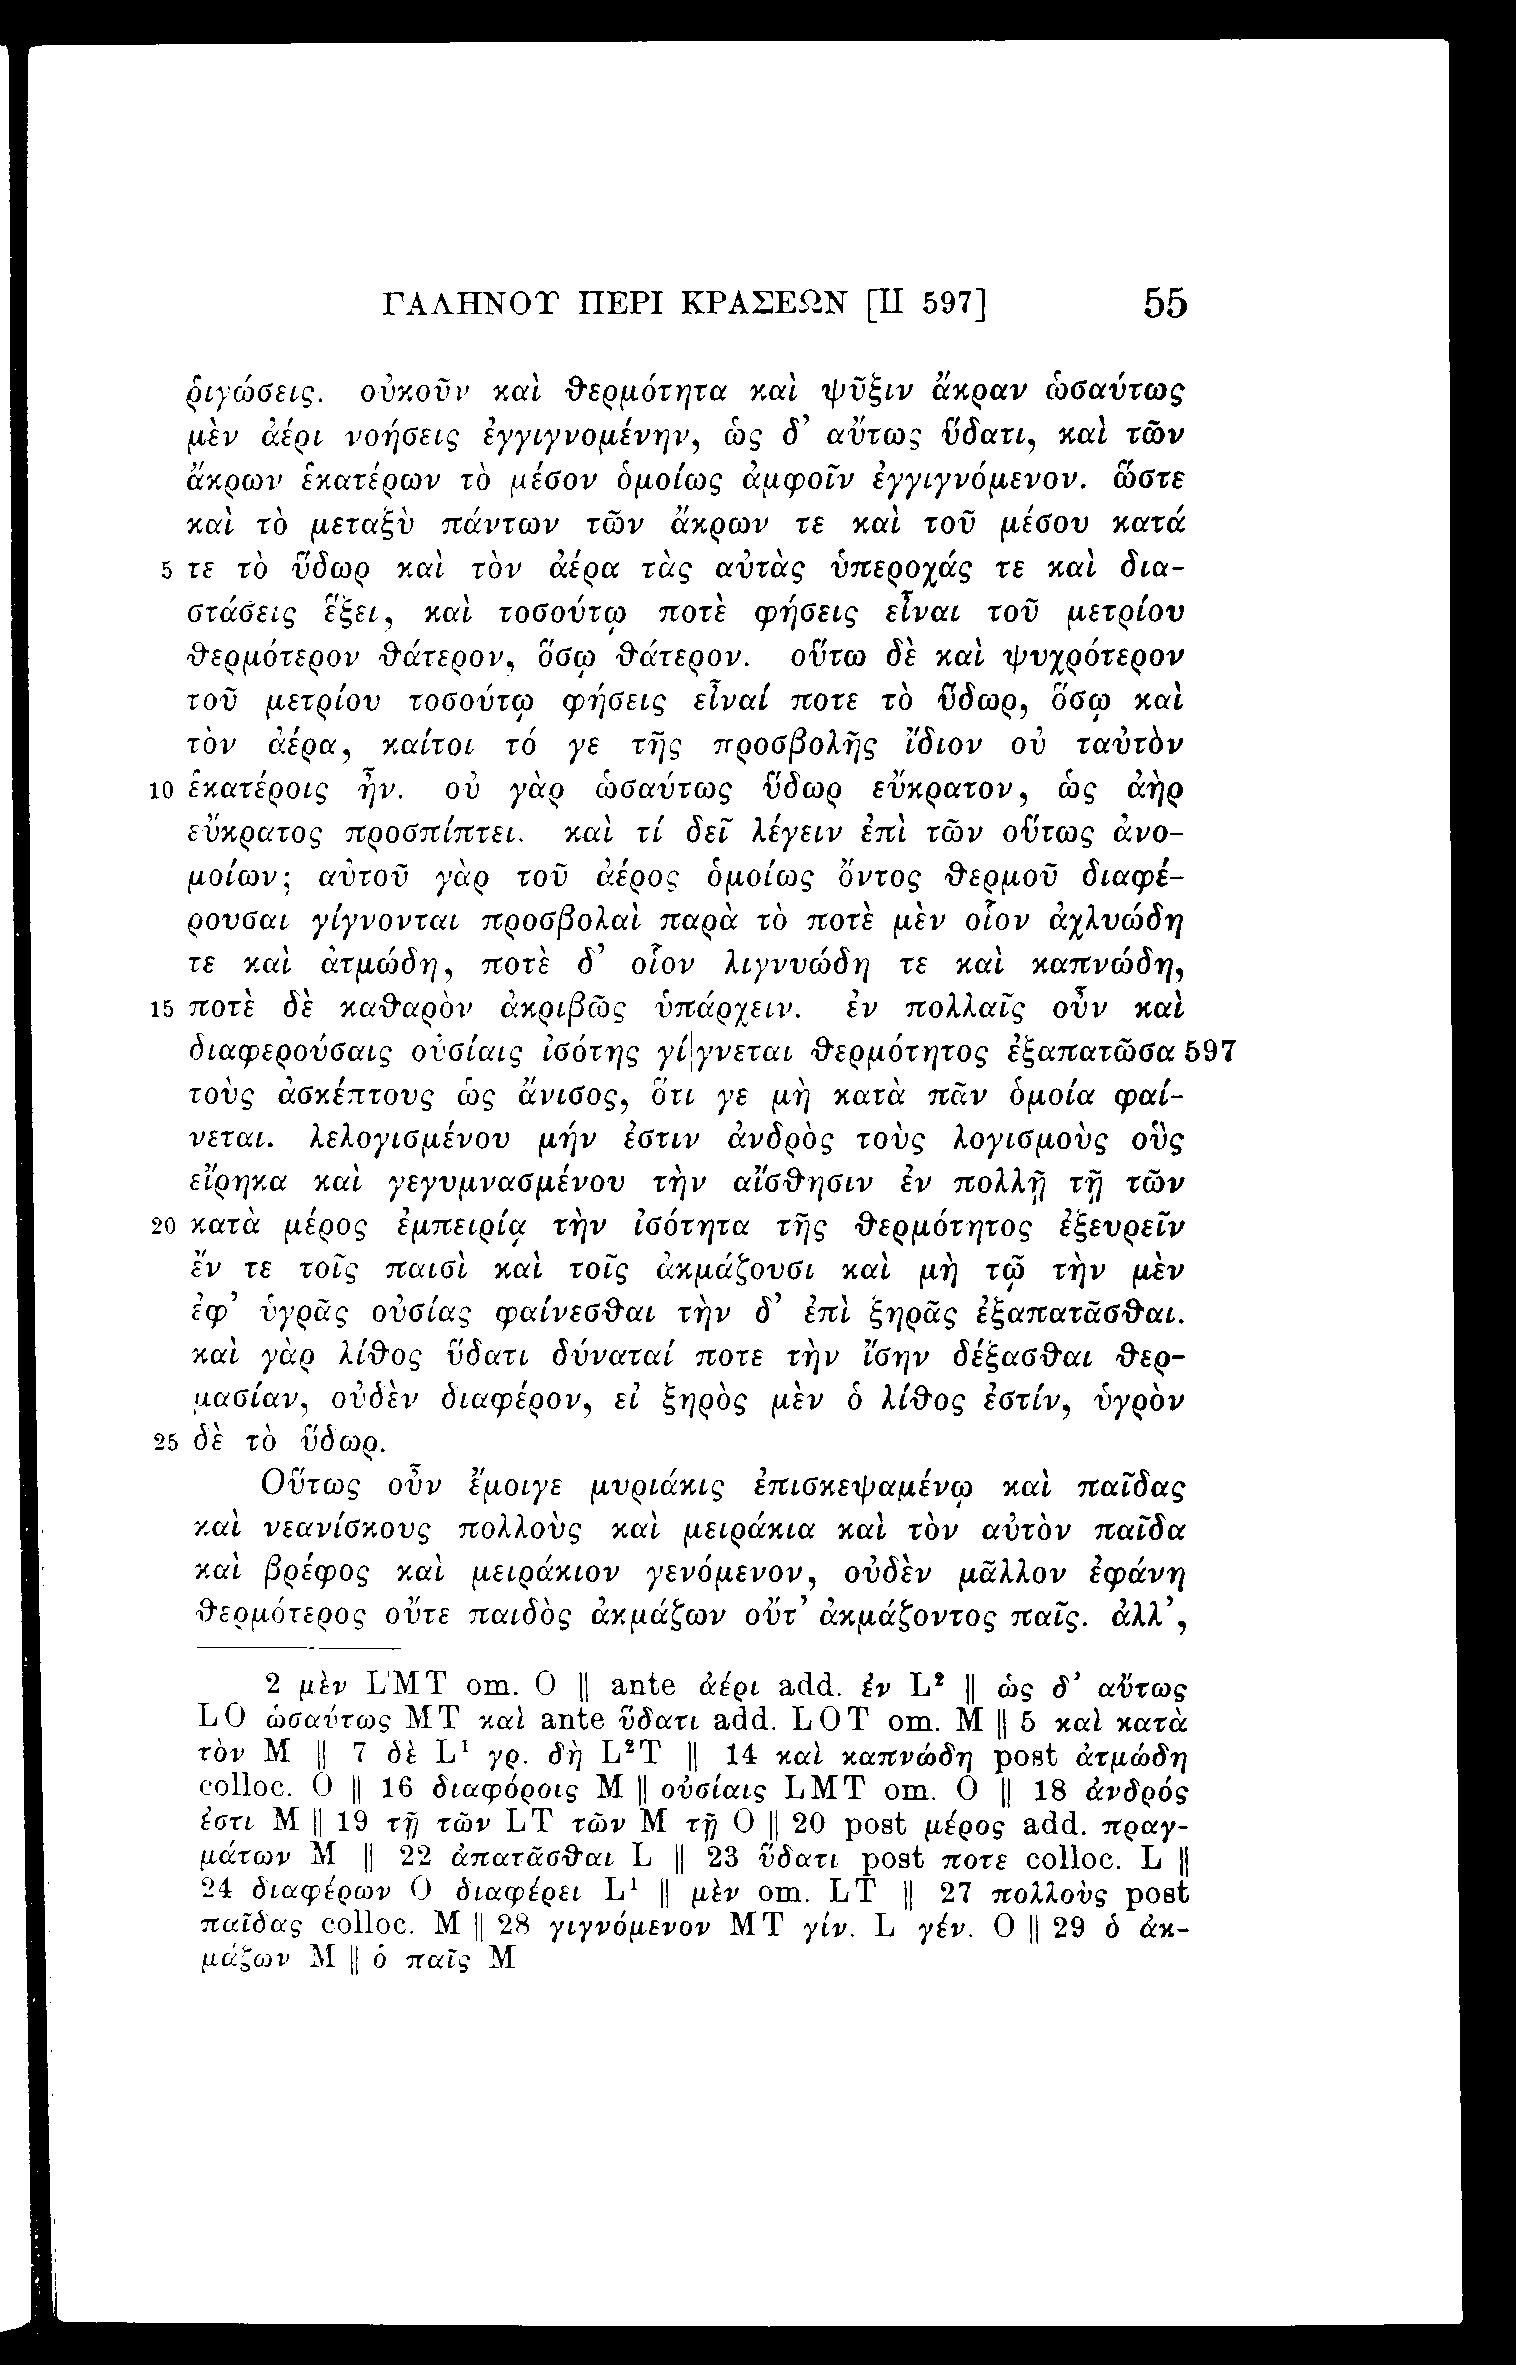 ΓΑΛΗΝΟΥ ΠΕΡΙ ΚΡΑΣΕΩΝ [II 597] 55
ῥιγώσεις. οὐκοῦν καὶ θερμότητα καὶ ψῦξιν ἄκραν ὡσαύτως
μὲν ἀέρι νοήσεις ἐγγιγνομένην, ὡς δ’ αὔτως ὕδατι, καὶ τῶν
ἄκρων ἑκατέρων τὸ μέσον ὁμοίως ἀμφοῖν ἐγγιγνόμενον. ὥστε
καὶ τὸ μεταξὺ πάντων τῶν ἄκρων τε καὶ τοῦ μέσου κατά
5 τε τὸ ὕδωρ καὶ τὸν ἀέρα τὰς αὐτὰς ὑπεροχάς τε καὶ δια-
στάσεις ἕξει, καὶ τοσούτῳ ποτὲ φήσεις εἶναι τοῦ μετρίου
θερμότερον θάτερον, ὅσῳ θάτερον. οὕτω δὲ καὶ ψυχρότερον
τοῦ μετρίου τοσούτῳ φήσεις εἶναί ποτε τὸ ὕδωρ, ὅσῳ καὶ
τὸν ἀέρα, καίτοι τό γε τῆς προσβολῆς ἴδιον οὐ ταὐτὸν
10 ἑκατέροις ἦν. οὐ γὰρ ὡσαύτως ὕδωρ εὔκρατον, ὡς ἀὴρ
εὔκρατος προσπίπτει. καὶ τί δεῖ λέγειν ἐπὶ τῶν οὕτως ἀνο-
μοίων; αὐτοῦ γὰρ τοῦ ἀέρος ὁμοίως ὄντος θερμοῦ διαφέ-
ρουσαι γίγνονται προσβολαὶ παρὰ τὸ ποτὲ μὲν οἷον ἀχλυώδη
τε καὶ ἀτμώδη, ποτὲ δ’ οἷον λιγνυώδη τε καὶ καπνώδη,
15 ποτὲ δὲ καθαρὸν ἀκριβῶς ὑπάρχειν. ἐν πολλαῖς οὖν καὶ
διαφερούσαις οὐσίαις ἰσότης γί|γνεται θερμότητος ἐξαπατῶσα 597
τοὺς ἀσκέπτους ὡς ἄνισος, ὅτι γε μὴ κατὰ πᾶν ὁμοία φαί-
νεται. λελογισμένου μήν ἐστιν ἀνδρὸς τοὺς λογισμοὺς οὓς
εἴρηκα καὶ γεγυμνασμένου τὴν αἴσθησιν ἐν πολλῇ τῇ τῶν
20 κατὰ μέρος ἐμπειρίᾳ τὴν ἰσότητα τῆς θερμότητος ἐξευρεῖν
ἔν τε τοῖς παισὶ καὶ τοῖς ἀκμάζουσι καὶ μὴ τῷ τὴν μὲν
ἐφ’ ὑγρᾶς οὐσίας φαίνεσθαι τὴν δ’ ἐπὶ ξηρᾶς ἐξαπατᾶσθαι.
καὶ γὰρ λίθος ὕδατι δύναταί ποτε τὴν ἴσην δέξασθαι θερ-
μασίαν, οὐδὲν διαφέρον, εἰ ξηρὸς μὲν ὁ λίθος ἐστίν, ὑγρὸν
25 δὲ τὸ ὕδωρ.
Οὕτως οὖν ἔμοιγε μυριάκις ἐπισκεψαμένῳ καὶ παῖδας
καὶ νεανίσκους πολλοὺς καὶ μειράκια καὶ τὸν αὐτὸν παῖδα
καὶ βρέφος καὶ μειράκιον γενόμενον, οὐδὲν μᾶλλον ἐφάνη
θερμότερος οὔτε παιδὸς ἀκμάζων οὔτ’ ἀκμάζοντος παῖς. ἀλλ’,
2 μὲν LMT om. O || ante ἀέρι add. ἐν L² || ὡς δ’ αὔτως
LO ὡσαύτως MT καὶ ante ὕδατι add. LOT om. M || 5 καὶ κατὰ
τὸν M || 7 δὲ L¹ γρ. δὴ L²T || 14 καὶ καπνώδη post ἀτμώδη
colloc. O || 16 διαφόροις M || οὐσίαις LMT om. O || 18 ἀνδρός
ἐστι M || 19 τῇ τῶν LT τῶν M τῇ O || 20 post μέρος add. πραγ-
μάτων M || 22 ἀπατᾶσθαι L || 23 ὕδατι post ποτε colloc. L ||
24 διαφέρων O διαφέρει L¹ || μὲν om. LT || 27 πολλοὺς post
παῖδας colloc. M || 28 γιγνόμενον MT γίν. L γέν. O || 29 ὁ ἀκ-
μάζων M || ὁ παῖς M